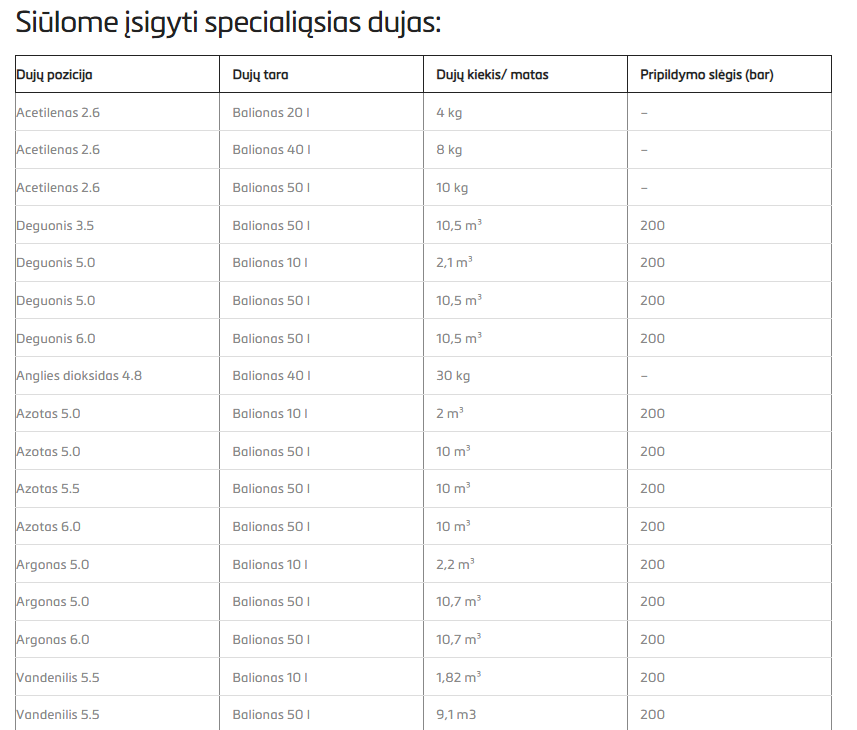 Siūlome įsigyti specialiąsias dujas:
Dujų pozicija Dujų tara Dujų kiekis/ matas Pripildymo slėgis (bar)
Acetilenas 2.6 Balionas 20 l 4 kg –
Acetilenas 2.6 Balionas 40 l 8 kg –
Acetilenas 2.6 Balionas 50 l 10 kg –
Deguonis 3.5 Balionas 50 l 10,5 m³ 200
Deguonis 5.0 Balionas 10 l 2,1 m³ 200
Deguonis 5.0 Balionas 50 l 10,5 m³ 200
Deguonis 6.0 Balionas 50 l 10,5 m³ 200
Anglies dioksidas 4.8 Balionas 40 l 30 kg –
Azotas 5.0 Balionas 10 l 2 m³ 200
Azotas 5.0 Balionas 50 l 10 m³ 200
Azotas 5.5 Balionas 50 l 10 m³ 200
Azotas 6.0 Balionas 50 l 10 m³ 200
Argonas 5.0 Balionas 10 l 2,2 m³ 200
Argonas 5.0 Balionas 50 l 10,7 m³ 200
Argonas 6.0 Balionas 50 l 10,7 m³ 200
Vandenilis 5.5 Balionas 10 l 1,82 m³ 200
Vandenilis 5.5 Balionas 50 l 9,1 m3 200